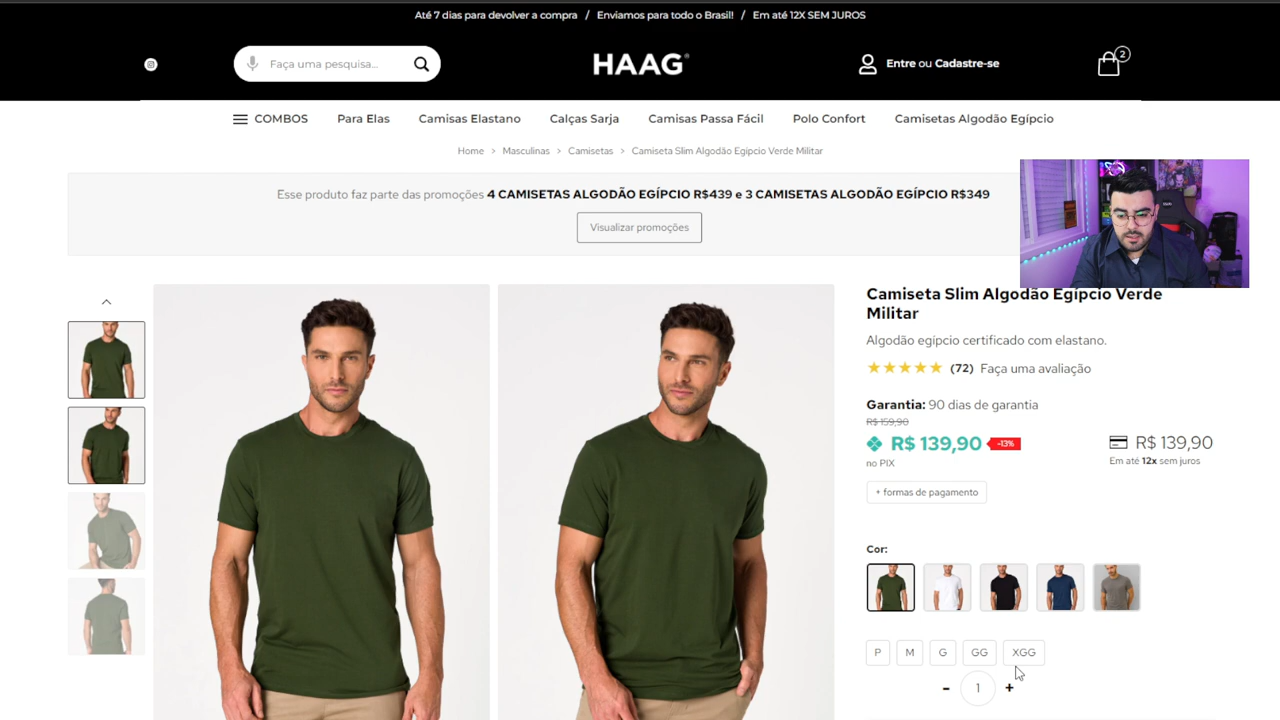 Até 7 dias para devolver a compra / Enviamos para todo o Brasil! / Em até 12X SEM JUROS
Faça uma pesquisa...
HAAG®
Entre ou Cadastre-se
2
COMBOS Para Elas Camisas Elastano Calças Sarja Camisas Passa Fácil Polo Confort Camisetas Algodão Egípcio
Home > Masculinas > Camisetas > Camiseta Slim Algodão Egípcio Verde Militar
Esse produto faz parte das promoções 4 CAMISETAS ALGODÃO EGÍPCIO R$439 e 3 CAMISETAS ALGODÃO EGÍPCIO R$349
Visualizar promoções
Camiseta Slim Algodão Egípcio Verde
Militar
Algodão egípcio certificado com elastano.
(72) Faça uma avaliação
Garantia: 90 dias de garantia
R$ 159,90
R$ 139,90 -13%
no PIX
R$ 139,90
Em até 12x sem juros
+ formas de pagamento
Cor:
P M G GG XGG
- 1 +